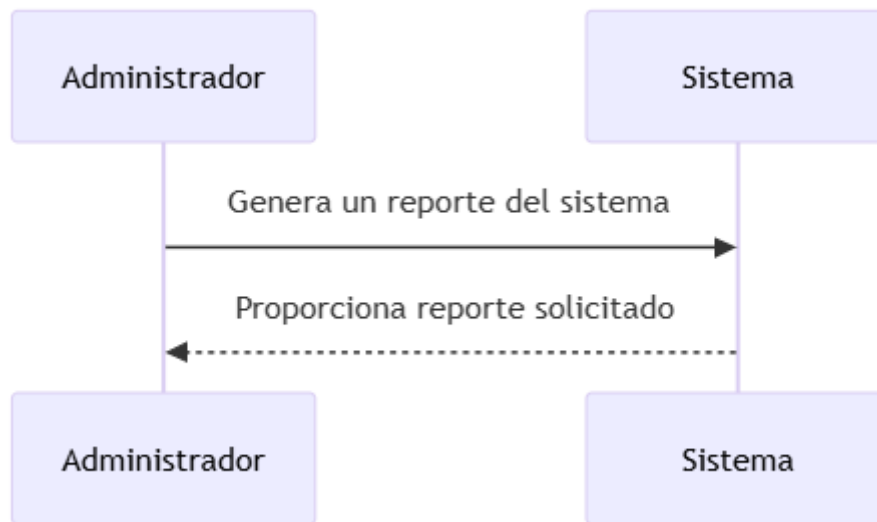 Administrador
Sistema
Genera un reporte del sistema
Proporciona reporte solicitado
Administrador
Sistema